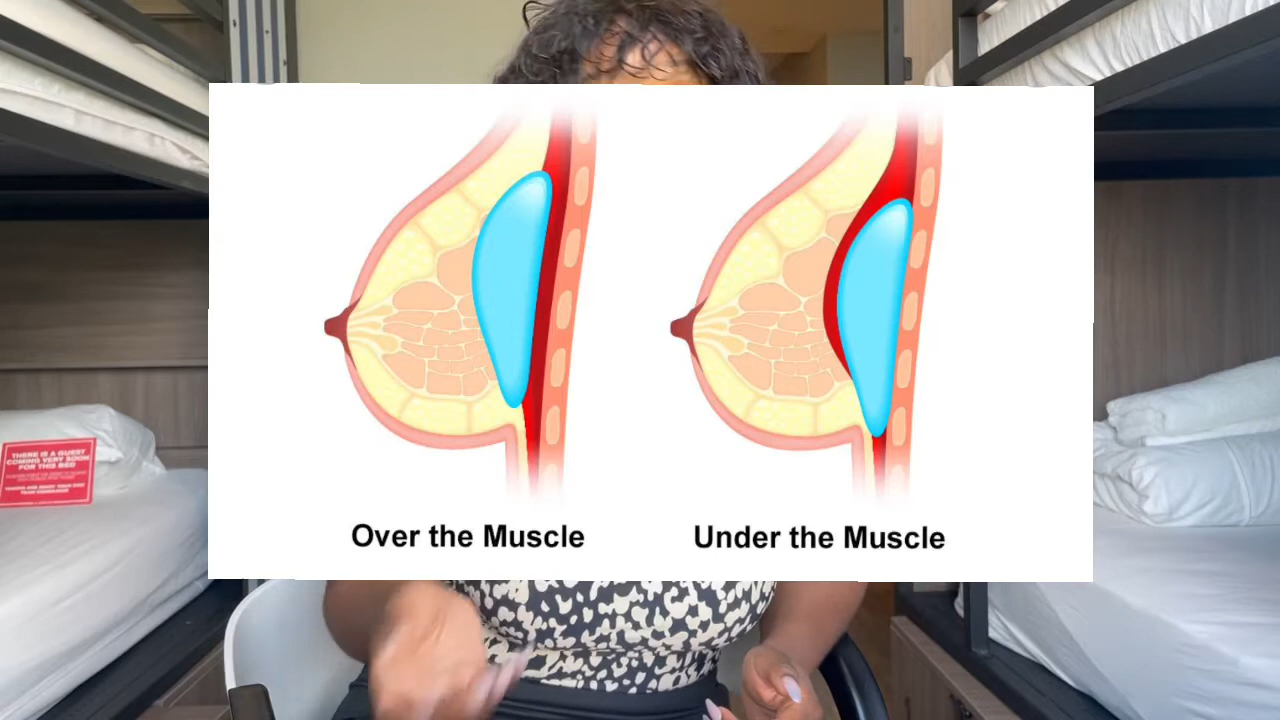 THERE IS A GUEST
COMING VERY SOON
FOR THIS BED
Over the Muscle
Under the Muscle